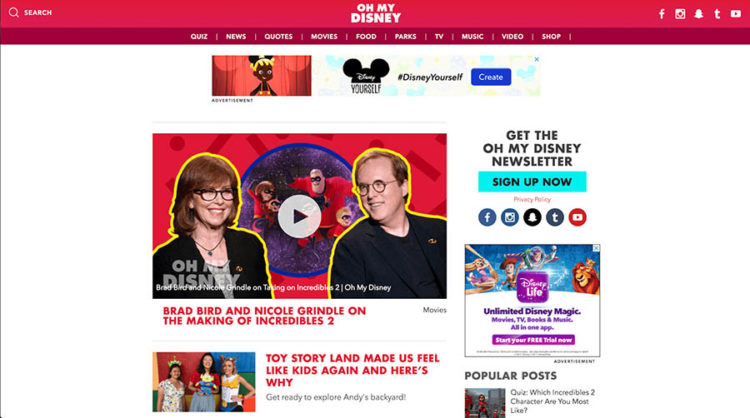 SEARCH
OH MY
DISNEY
QUIZ | NEWS | QUOTES | MOVIES | FOOD | PARKS | TV | MUSIC | VIDEO | SHOP |
Disney
YOURSELF
#DisneyYourself
Create
ADVERTISEMENT
OH MY
DISNEY
Brad Bird and Nicole Grindle on Taking on Incredibles 2 | Oh My Disney
BRAD BIRD AND NICOLE GRINDLE ON
THE MAKING OF INCREDIBLES 2
Movies
TOY STORY LAND MADE US FEEL
LIKE KIDS AGAIN AND HERE'S
WHY
Get ready to explore Andy's backyard!
GET THE
OH MY DISNEY
NEWSLETTER
SIGN UP NOW
Privacy Policy
Disney
Life
Unlimited Disney Magic.
Movies, TV, Books & Music.
All in one app.
Start your FREE Trial now
ADVERTISEMENT
POPULAR POSTS
Quiz: Which Incredibles 2
Character Are You Most
Like?